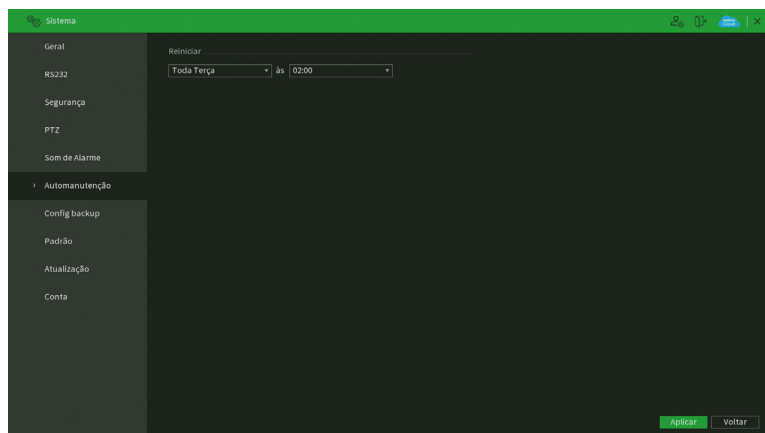 Sistema
Geral
RS232
Segurança
PTZ
Som de Alarme
Automanutenção
Config backup
Padrão
Atualização
Conta
Reiniciar
Toda Terça às 02:00
Aplicar Voltar